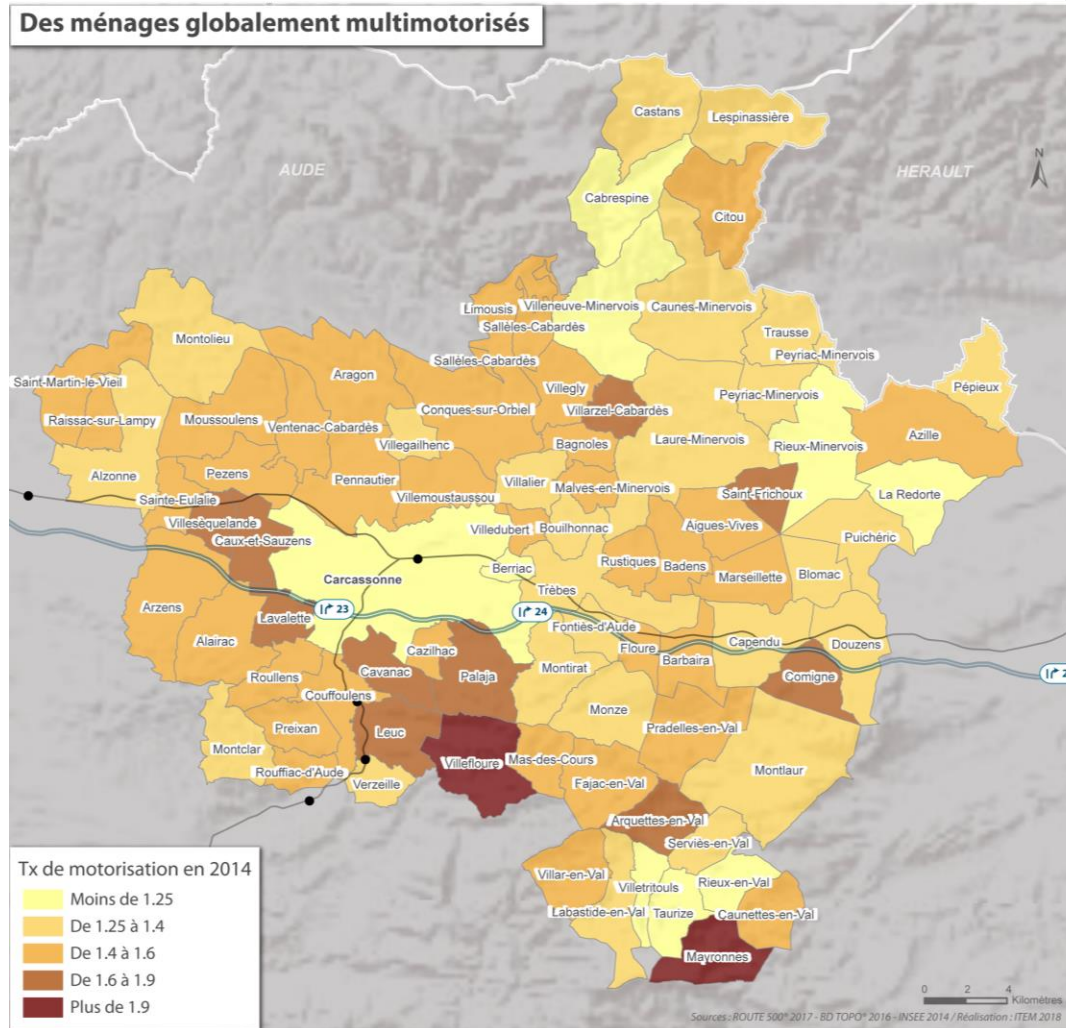 Des ménages globalement multimotorisés
Castans
Lespinassière
AUDE
HERAULT
N
Cabrespine
Citou
Limousis
Villeneuve-Minervois
Caunes-Minervois
Sallèles-Cabardès
Trausse
Montolieu
Peyriac-Minervois
Sallèles-Cabardès
Saint-Martin-le-Vieil
Aragon
Villegly
Pépieux
Peyriac-Minervois
Raissac-sur-Lampy
Moussoulens
Ventenac-Cabardès
Conques-sur-Orbiel
Villarzel-Cabardès
Azille
Villegailhenc
Bagnoles
Laure-Minervois
Rieux-Minervois
Alzonne
Pezens
Pennautier
Villalier
Malves-en-Minervois
Saint-Frichoux
La Redorte
Sainte-Eulalie
Villemoustaussou
Villesèquelande
Villedubert
Bouilhonnac
Aigues-Vives
Puichéric
Caux-et-Sauzens
Berriac
Rustiques
Badens
Marseillette
Blomac
Carcassonne
Trèbes
Arzens
23
24
Fontiès-d'Aude
Lavalette
Alairac
Cazilhac
Floure
Capendu
Douzens
Cavanac
Palaja
Montirat
Barbaira
Comigne
2
Roullens
Couffoulens
Monze
Pradelles-en-Val
Preixan
Leuc
Montclar
Villefloure
Mas-des-Cours
Montlaur
Rouffiac-d'Aude
Verzeille
Fajac-en-Val
Arquettes-en-Val
Serviès-en-Val
Villar-en-Val
Villetritouls
Rieux-en-Val
Labastide-en-Val
Taurize
Caunettes-en-Val
Mayronnes
Tx de motorisation en 2014
Moins de 1.25
De 1.25 à 1.4
De 1.4 à 1.6
De 1.6 à 1.9
Plus de 1.9
0 2 4
Kilomètres
Sources : ROUTE 500® 2017 - BD TOPO® 2016 - INSEE 2014 / Réalisation : ITEM 2018